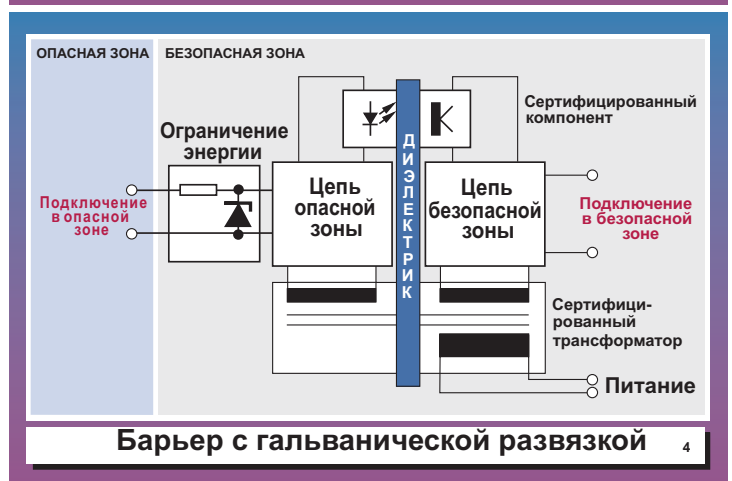 ОПАСНАЯ ЗОНА
БЕЗОПАСНАЯ ЗОНА
Сертифицированный
компонент
Ограничение
энергии
ДИЭЛЕКТРИК
Цепь
опасной
зоны
Цепь
безопасной
зоны
Подключение
в опасной
зоне
Подключение
в безопасной
зоне
Сертифици-
рованный
трансформатор
Питание
Барьер с гальванической развязкой
4